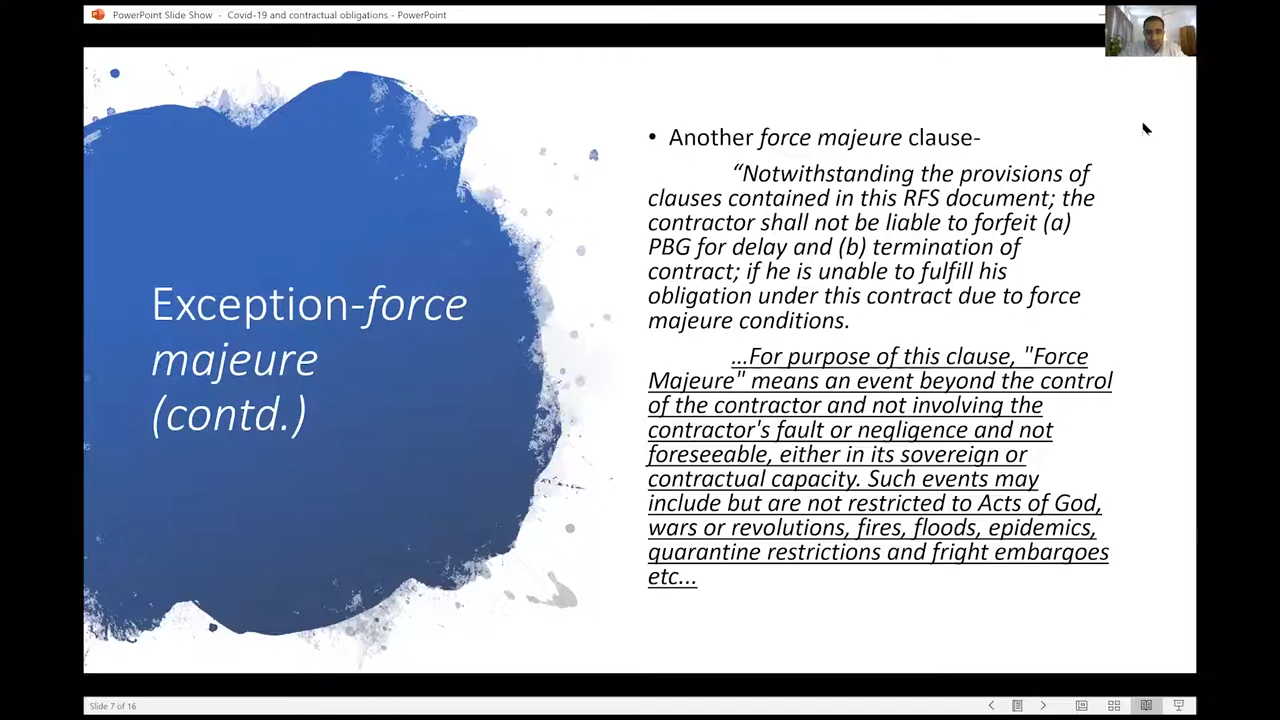 PowerPoint Slide Show - Covid-19 and contractual obligations - PowerPoint
Exception-force
majeure
(contd.)
• Another force majeure clause-
“Notwithstanding the provisions of
clauses contained in this RFS document; the
contractor shall not be liable to forfeit (a)
PBG for delay and (b) termination of
contract; if he is unable to fulfill his
obligation under this contract due to force
majeure conditions.
…For purpose of this clause, "Force
Majeure" means an event beyond the control
of the contractor and not involving the
contractor's fault or negligence and not
foreseeable, either in its sovereign or
contractual capacity. Such events may
include but are not restricted to Acts of God,
wars or revolutions, fires, floods, epidemics,
quarantine restrictions and fright embargoes
etc...
Slide 7 of 16